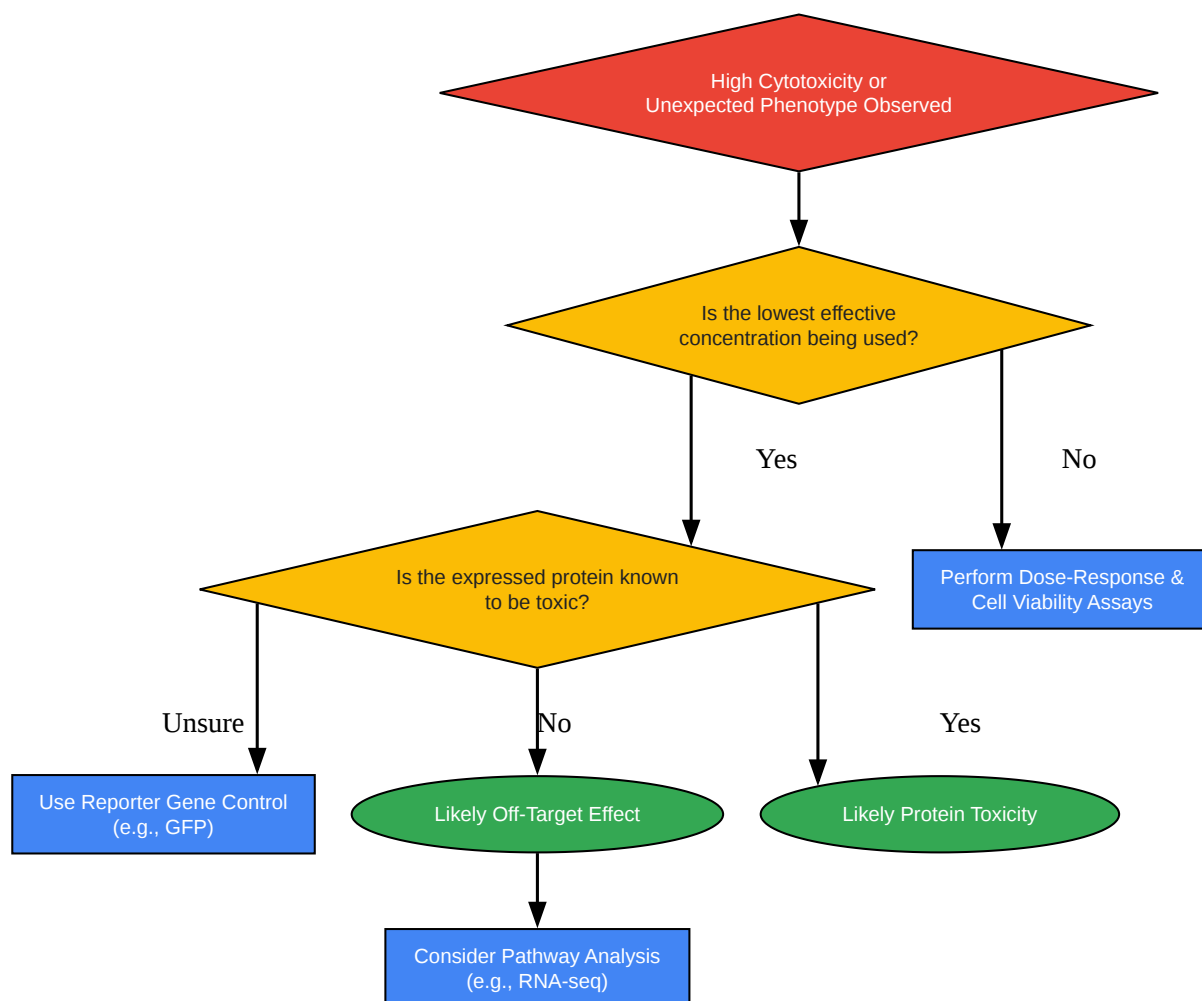 High Cytotoxicity or
Unexpected Phenotype Observed
Is the lowest effective
concentration being used?
Yes
No
Is the expressed protein known
to be toxic?
Perform Dose-Response &
Cell Viability Assays
Unsure
No
Yes
Use Reporter Gene Control
(e.g., GFP)
Likely Off-Target Effect
Likely Protein Toxicity
Consider Pathway Analysis
(e.g., RNA-seq)